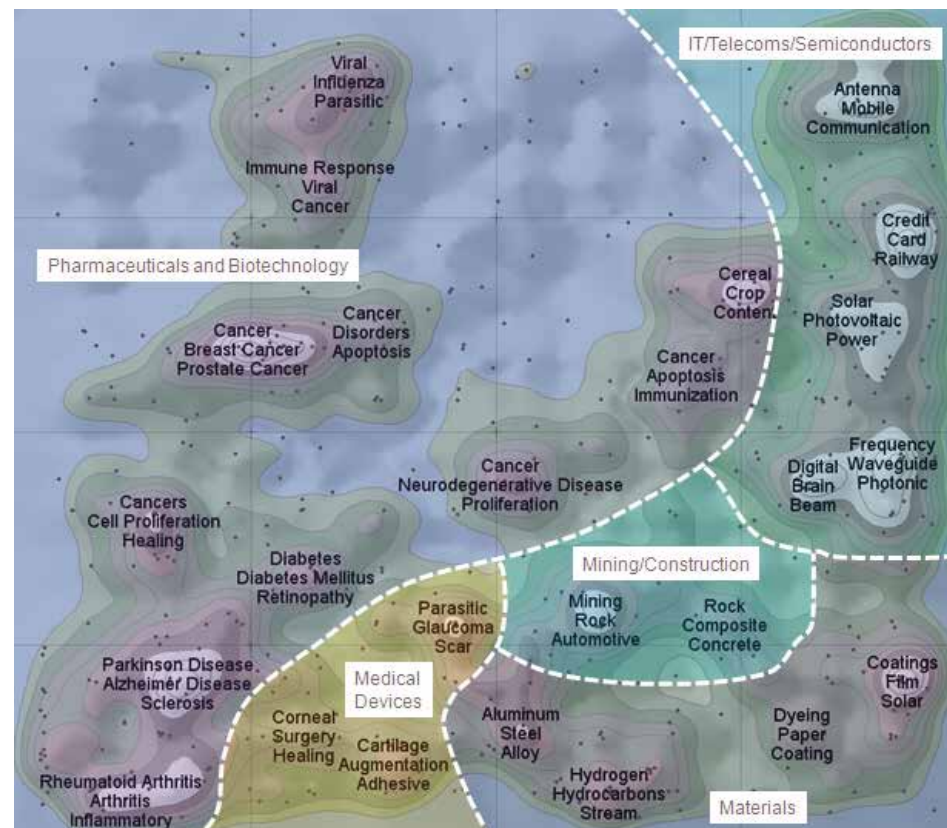 IT/Telecoms/Semiconductors
Viral
Influenza
Parasitic
Antenna
Mobile
Communication
Immune Response
Viral
Cancer
Credit
Card
Railway
Pharmaceuticals and Biotechnology
Cereal
Crop
Conten.
Solar
Photovoltaic
Power
Cancer
Breast Cancer
Prostate Cancer
Cancer
Disorders
Apoptosis
Cancer
Apoptosis
Immunization
Frequency
Waveguide
Photonic
Digital
Brain
Beam
Cancer
Neurodegenerative Disease
Proliferation
Cancers
Cell Proliferation
Healing
Diabetes
Diabetes Mellitus
Retinopathy
Mining/Construction
Mining
Rock
Automotive
Rock
Composite
Concrete
Parasitic
Glaucoma
Scar
Parkinson Disease
Alzheimer Disease
Sclerosis
Medical
Devices
Coatings
Film
Solar
Corneal
Surgery
Healing
Cartilage
Augmentation
Adhesive
Aluminum
Steel
Alloy
Dyeing
Paper
Coating
Hydrogen
Hydrocarbons
Stream.
Rheumatoid Arthritis
Arthritis
Inflammatory
Materials